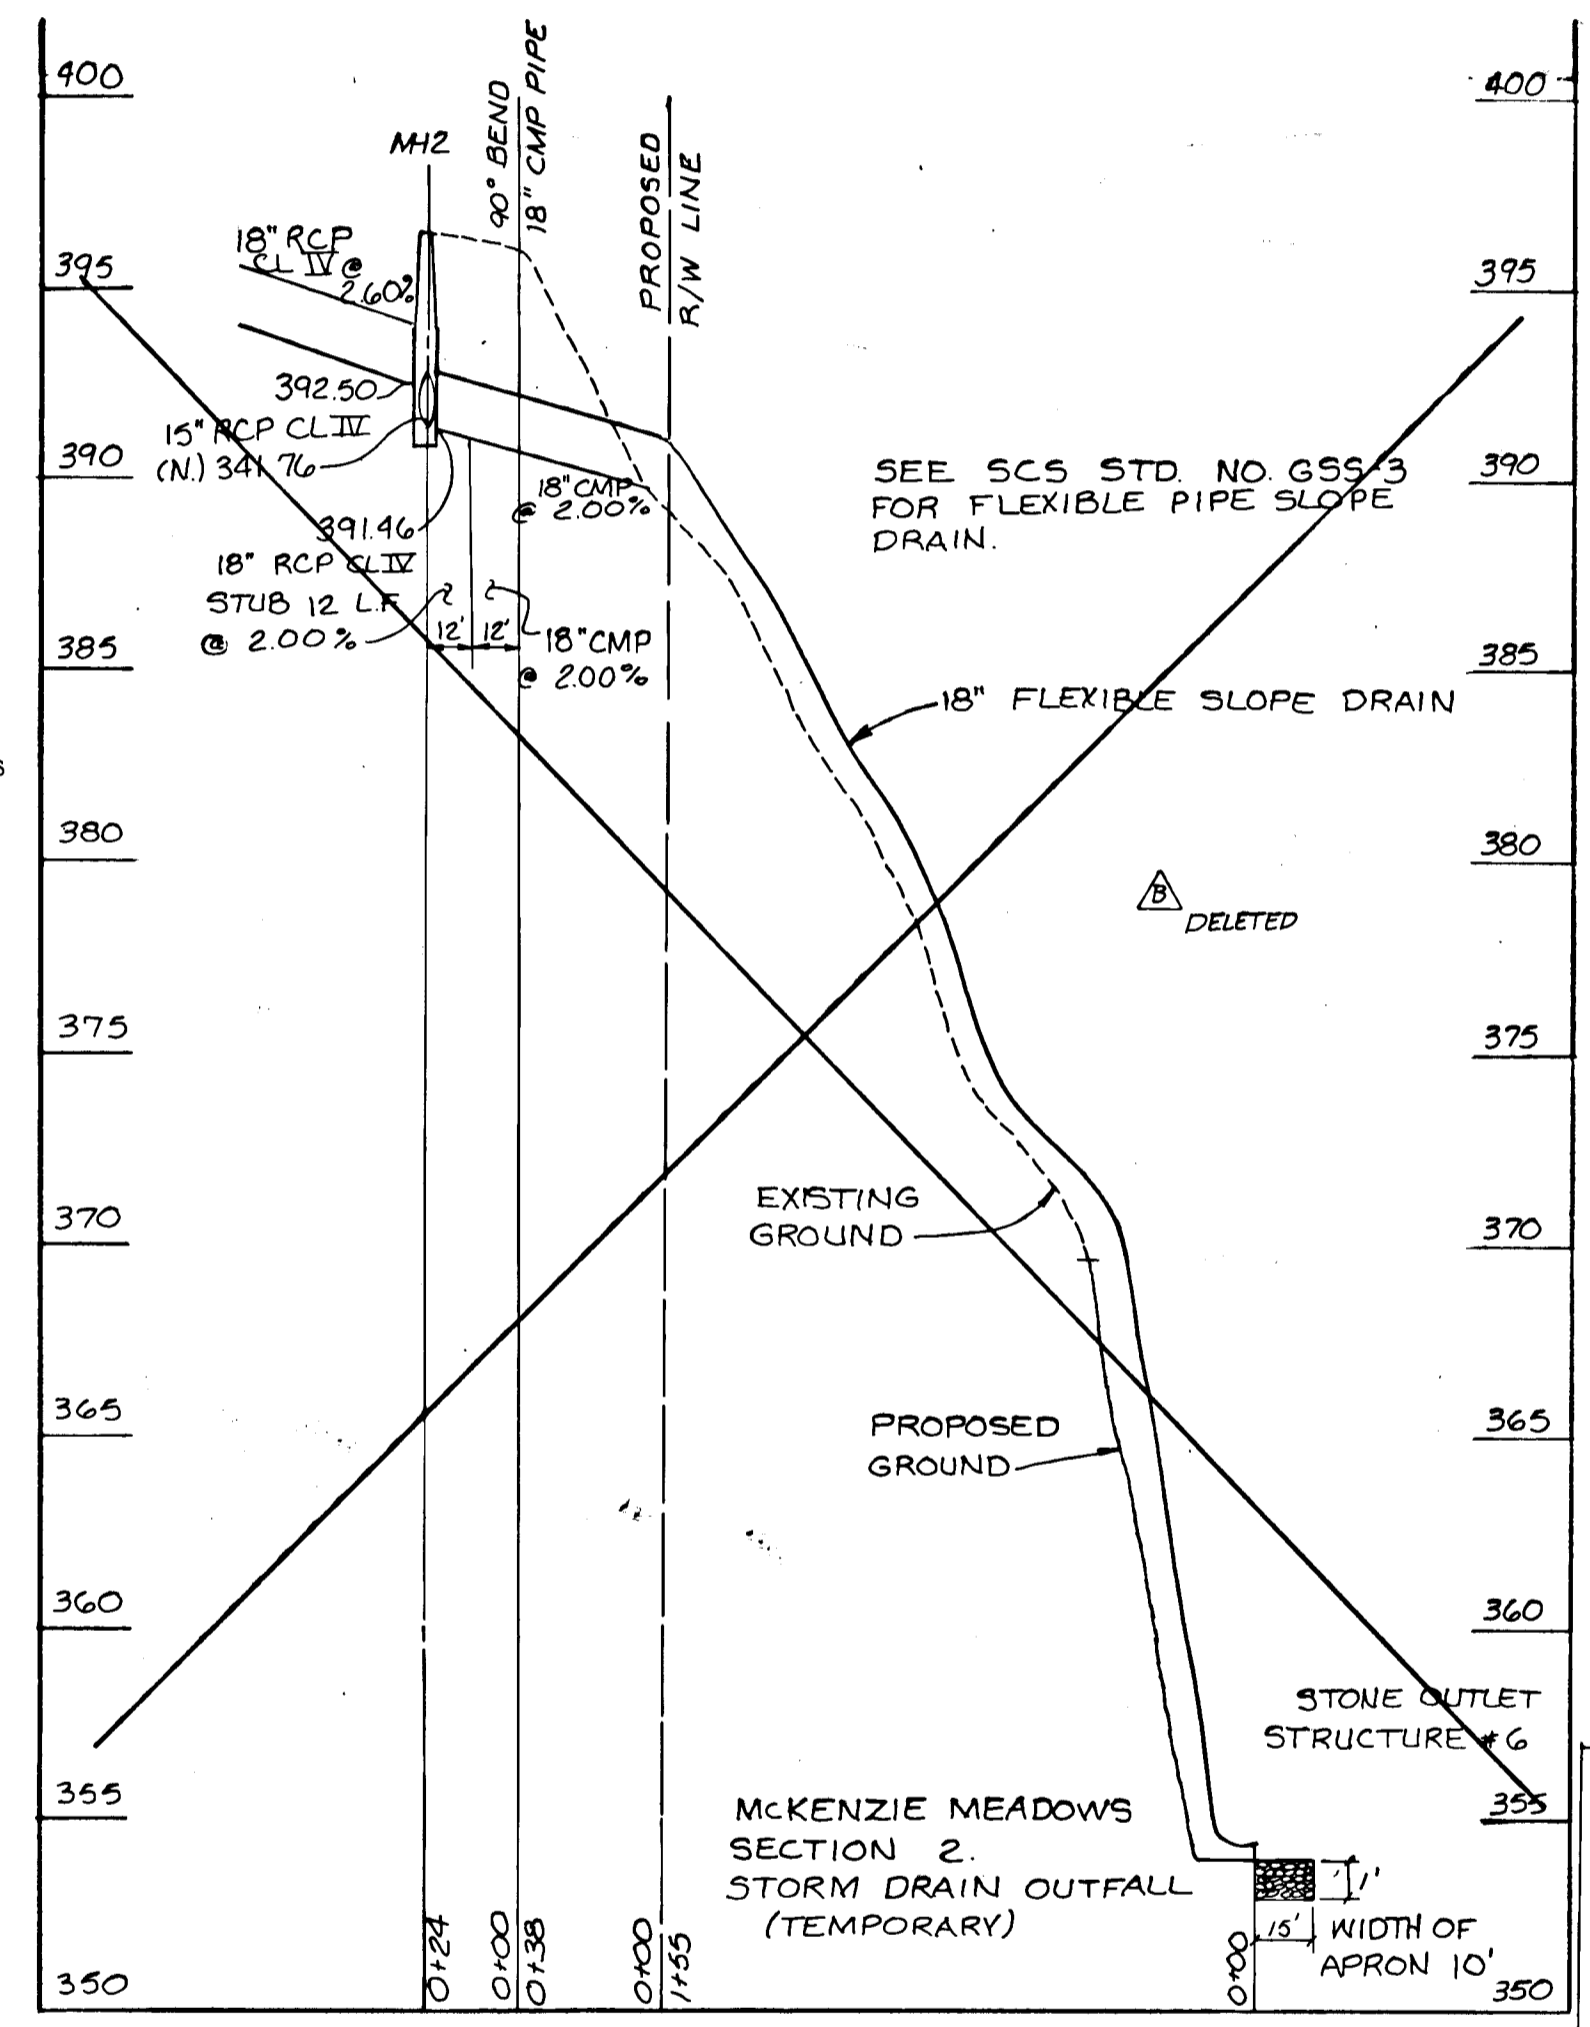 400
400
MH2
90° BEND
18" CMP PIPE
PROPOSED
R/W LINE
18" RCP
CL IV @
2.60%
395
395
392.50
15" RCP CL IV
(N.) 341.76
390
390
18" CMP
@ 2.00%
SEE SCS STD. NO. GSS-3
FOR FLEXIBLE PIPE SLOPE
DRAIN.
391.46
18" RCP CL IV
STUB 12 L.F
@ 2.00%
12'
12'
18" CMP
@ 2.00%
385
385
18" FLEXIBLE SLOPE DRAIN
S
380
380
B
DELETED
375
375
EXISTING
GROUND
370
370
365
365
PROPOSED
GROUND
360
360
STONE OUTLET
STRUCTURE #6
355
355
McKENZIE MEADOWS
SECTION 2.
STORM DRAIN OUTFALL
(TEMPORARY)
1'
15'
WIDTH OF
APRON 10'
350
350
0+24
0+00
0+38
0+00
1+55
0+00